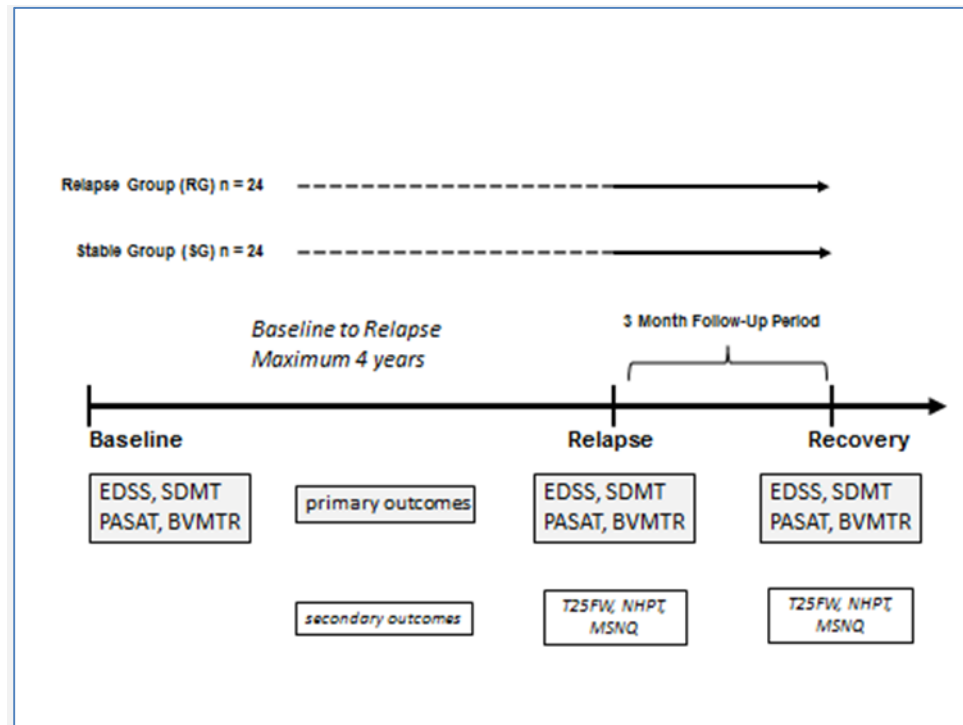 Relapse Group (RG) n = 24
Stable Group (SG) n = 24
Baseline to Relapse
Maximum 4 years
3 Month Follow-Up Period
Baseline
Relapse
Recovery
EDSS, SDMT
PASAT, BVMTR
primary outcomes
EDSS, SDMT
PASAT, BVMTR
EDSS, SDMT
PASAT, BVMTR
secondary outcomes
T25FW, NHPT,
MSNQ
T25FW, NHPT,
MSNQ